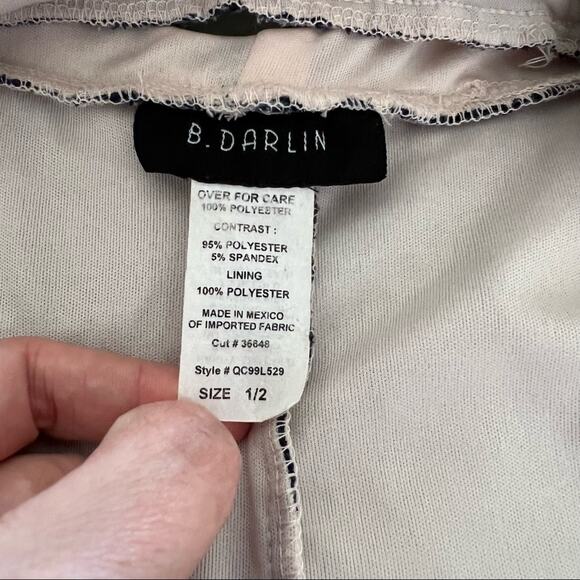 B. DARLIN
OVER FOR CARE
100% POLYESTER
CONTRAST :
95% POLYESTER
5% SPANDEX
LINING
100% POLYESTER
MADE IN MEXICO
OF IMPORTED FABRIC
Cut # 36648
Style # QC99L529
SIZE 1/2